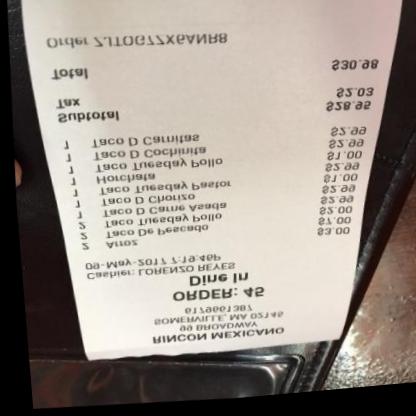 RINCON MEXICANO
99 BROADWAY
SOMERVILLE, MA 02145
6179661387
ORDER: 45
Dine In
Cashier: LORENZO REYES
09-May-2017 7:19:46P
2 Arroz $3.00
2 Taco De Pescado $7.00
2 Taco Tuesday Pollo $2.00
1 Taco D Carne Asada $2.99
1 Taco D Chorizo $2.99
1 Taco Tuesday Pastor $1.00
1 Horchata $2.99
1 Taco Tuesday Pollo $1.00
1 Taco D Cochinita $2.99
1 Taco D Carnitas $2.99
Subtotal $28.95
Tax $2.03
Total $30.98
Order ZJTOG77X6ANR8